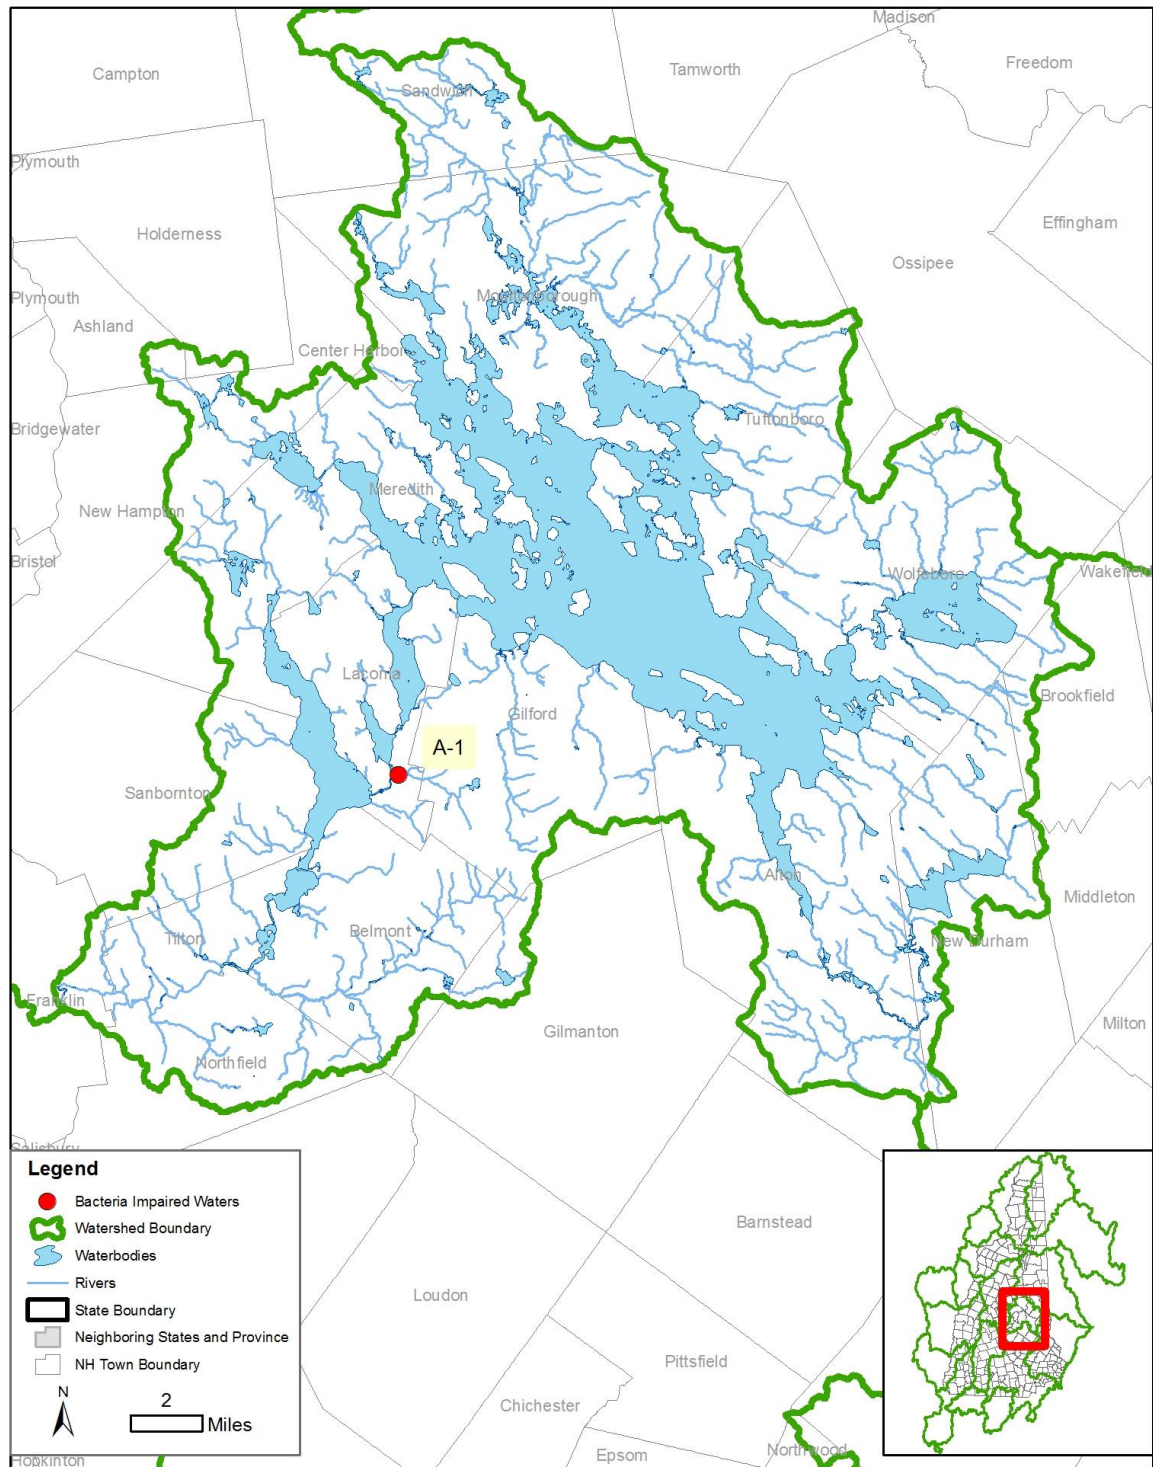 Madison
Campton
Tamworth
Freedom
Sandwich
Plymouth
Effingham
Holderness
Ossipee
Plymouth
Moultonborough
Ashland
Center Harbor
Tuftonboro
Bridgewater
Meredith
New Hampton
Bristol
Wolfeboro
Wakefield
Laconia
Brookfield
Gilford
A-1
Sanbornton
Alton
Middleton
Tilton
Belmont
New Durham
Franklin
Milton
Gilmanton
Northfield
Salisbury
Legend
Bacteria Impaired Waters
Watershed Boundary
Waterbodies
Rivers
State Boundary
Neighboring States and Province
NH Town Boundary
N
2
Miles
Barnstead
Loudon
Pittsfield
Chichester
Northwood
Epsom
Hopkinton